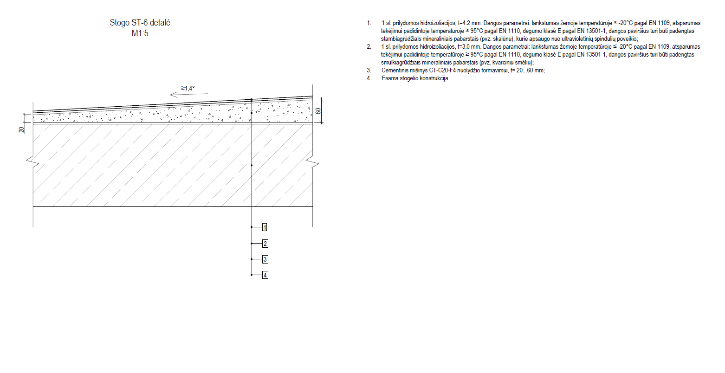 Stogo ST-6 detalė
M1:5
≥1,4°
20
60
1
2
3
4
1. 1 sl. prilydomos hidroizoliacijos, t=4,2 mm. Dangos parametrai: lankstumas žemoje temperatūroje ≤ -20°C pagal EN 1109, atsparumas
tekėjimui padidintoje temperatūroje ≥ 95°C pagal EN 1110, degumo klasė E pagal EN 13501-1, dangos paviršius turi būti padengtas
stambiagrūdžiais mineraliniais pabarstais (pvz. skalūnu), kurie apsaugo nuo ultravioletinių spindulių poveikio;
2. 1 sl. prilydomos hidroizoliacijos, t=3,0 mm. Dangos parametrai: lankstumas žemoje temperatūroje ≤ -20°C pagal EN 1109, atsparumas
tekėjimui padidintoje temperatūroje ≥ 95°C pagal EN 1110, degumo klasė E pagal EN 13501-1, dangos paviršius turi būti padengtas
smulkiagrūdžiais mineraliniais pabarstais (pvz. kvarciniu smėliu);
3. Cementinis mišinys CT-C20-F4 nuolydžio formavimui, t= 20...60 mm;
4. Esama stogelio konstrukcija